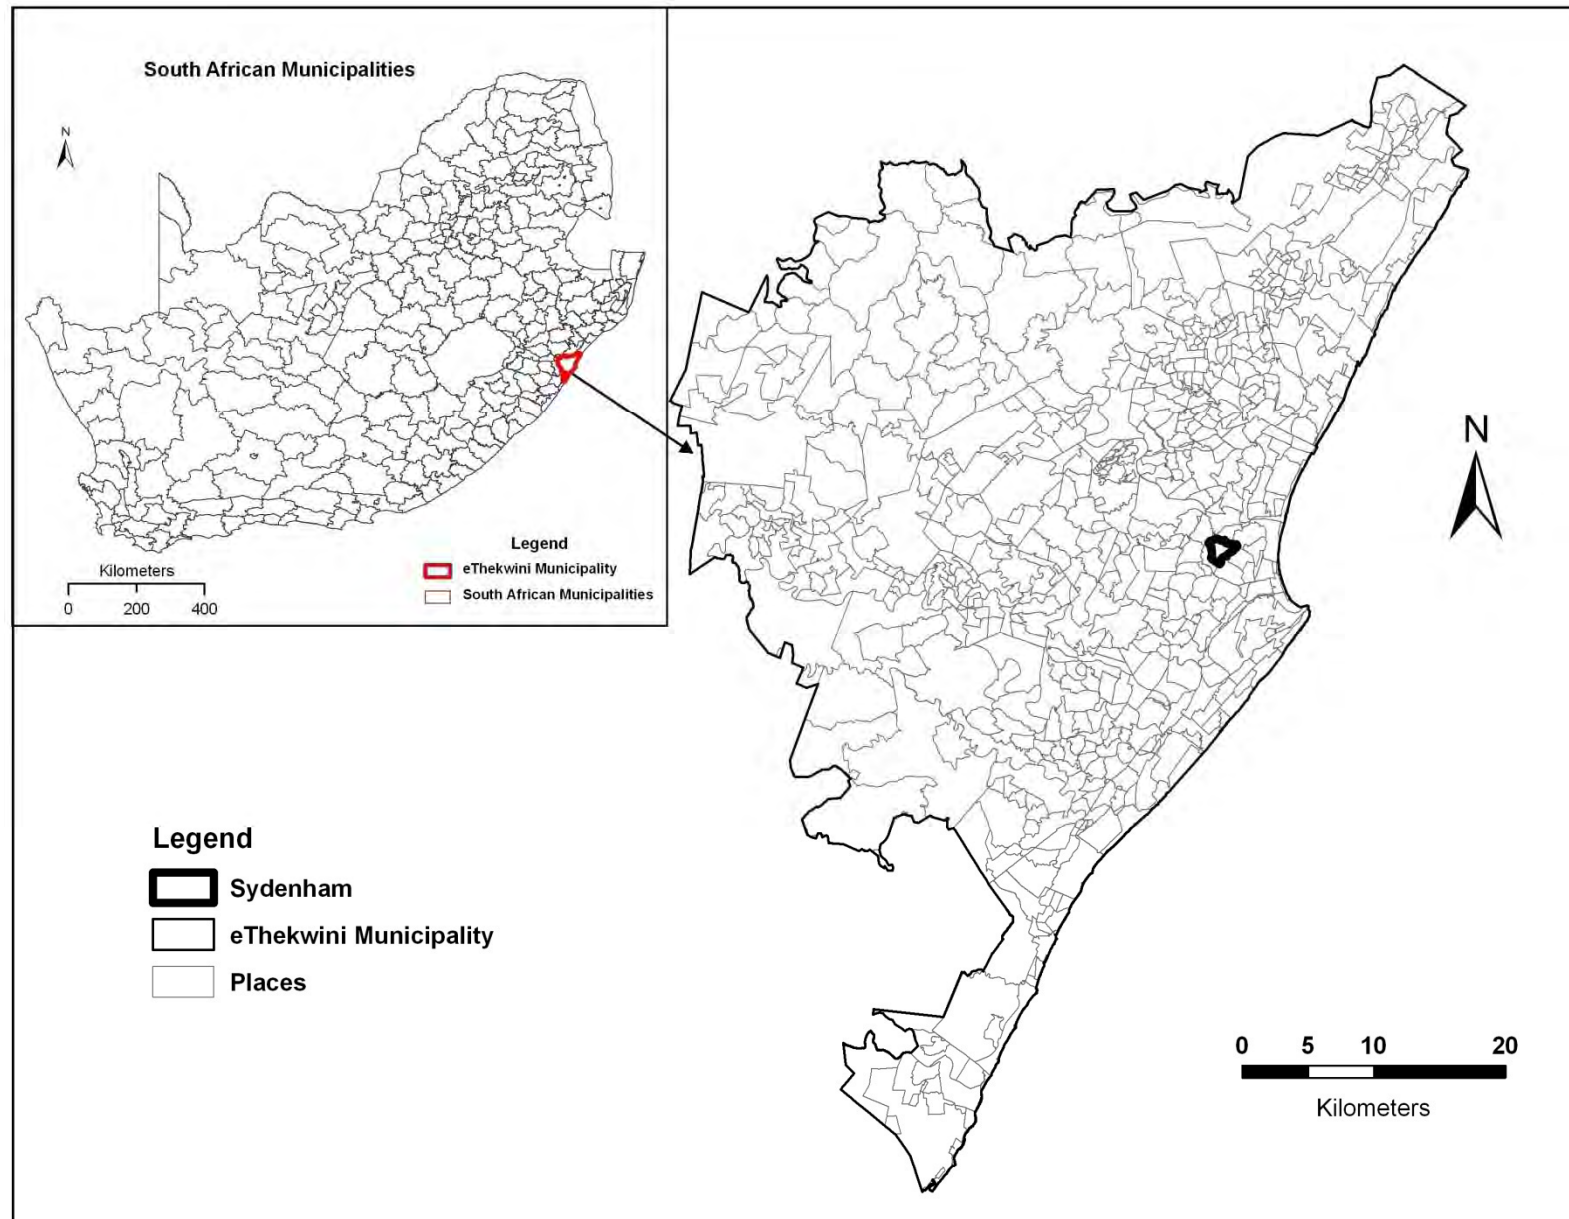 South African Municipalities
N
Legend
eThekwini Municipality
South African Municipalities
Kilometers
0 200 400
N
Legend
Sydenham
eThekwini Municipality
Places
0 5 10 20
Kilometers